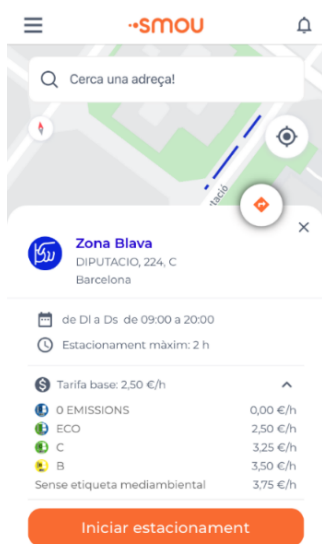 smou
Cerca una adreça!
tació
Zona Blava
DIPUTACIO, 224, C
Barcelona
de Dl a Ds de 09:00 a 20:00
Estacionament màxim: 2 h
Tarifa base: 2,50 €/h
0 EMISSIONS 0,00 €/h
ECO 2,50 €/h
C 3,25 €/h
B 3,50 €/h
Sense etiqueta mediambiental 3,75 €/h
Iniciar estacionament